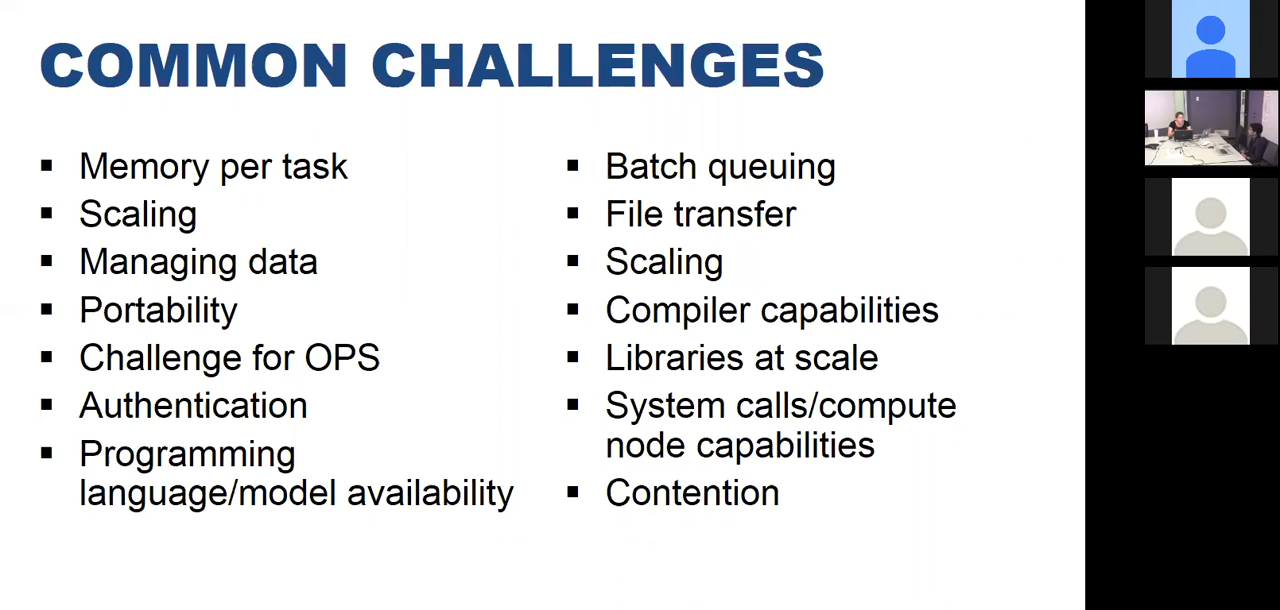 COMMON CHALLENGES
▪ Memory per task
▪ Scaling
▪ Managing data
▪ Portability
▪ Challenge for OPS
▪ Authentication
▪ Programming
language/model availability
▪ Batch queuing
▪ File transfer
▪ Scaling
▪ Compiler capabilities
▪ Libraries at scale
▪ System calls/compute
node capabilities
▪ Contention